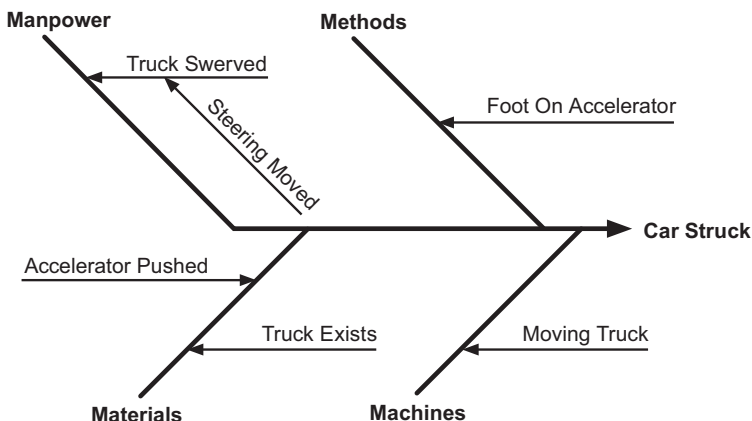 Manpower
Methods
Truck Swerved
Foot On Accelerator
Steering Moved
Car Struck
Accelerator Pushed
Truck Exists
Moving Truck
Materials
Machines